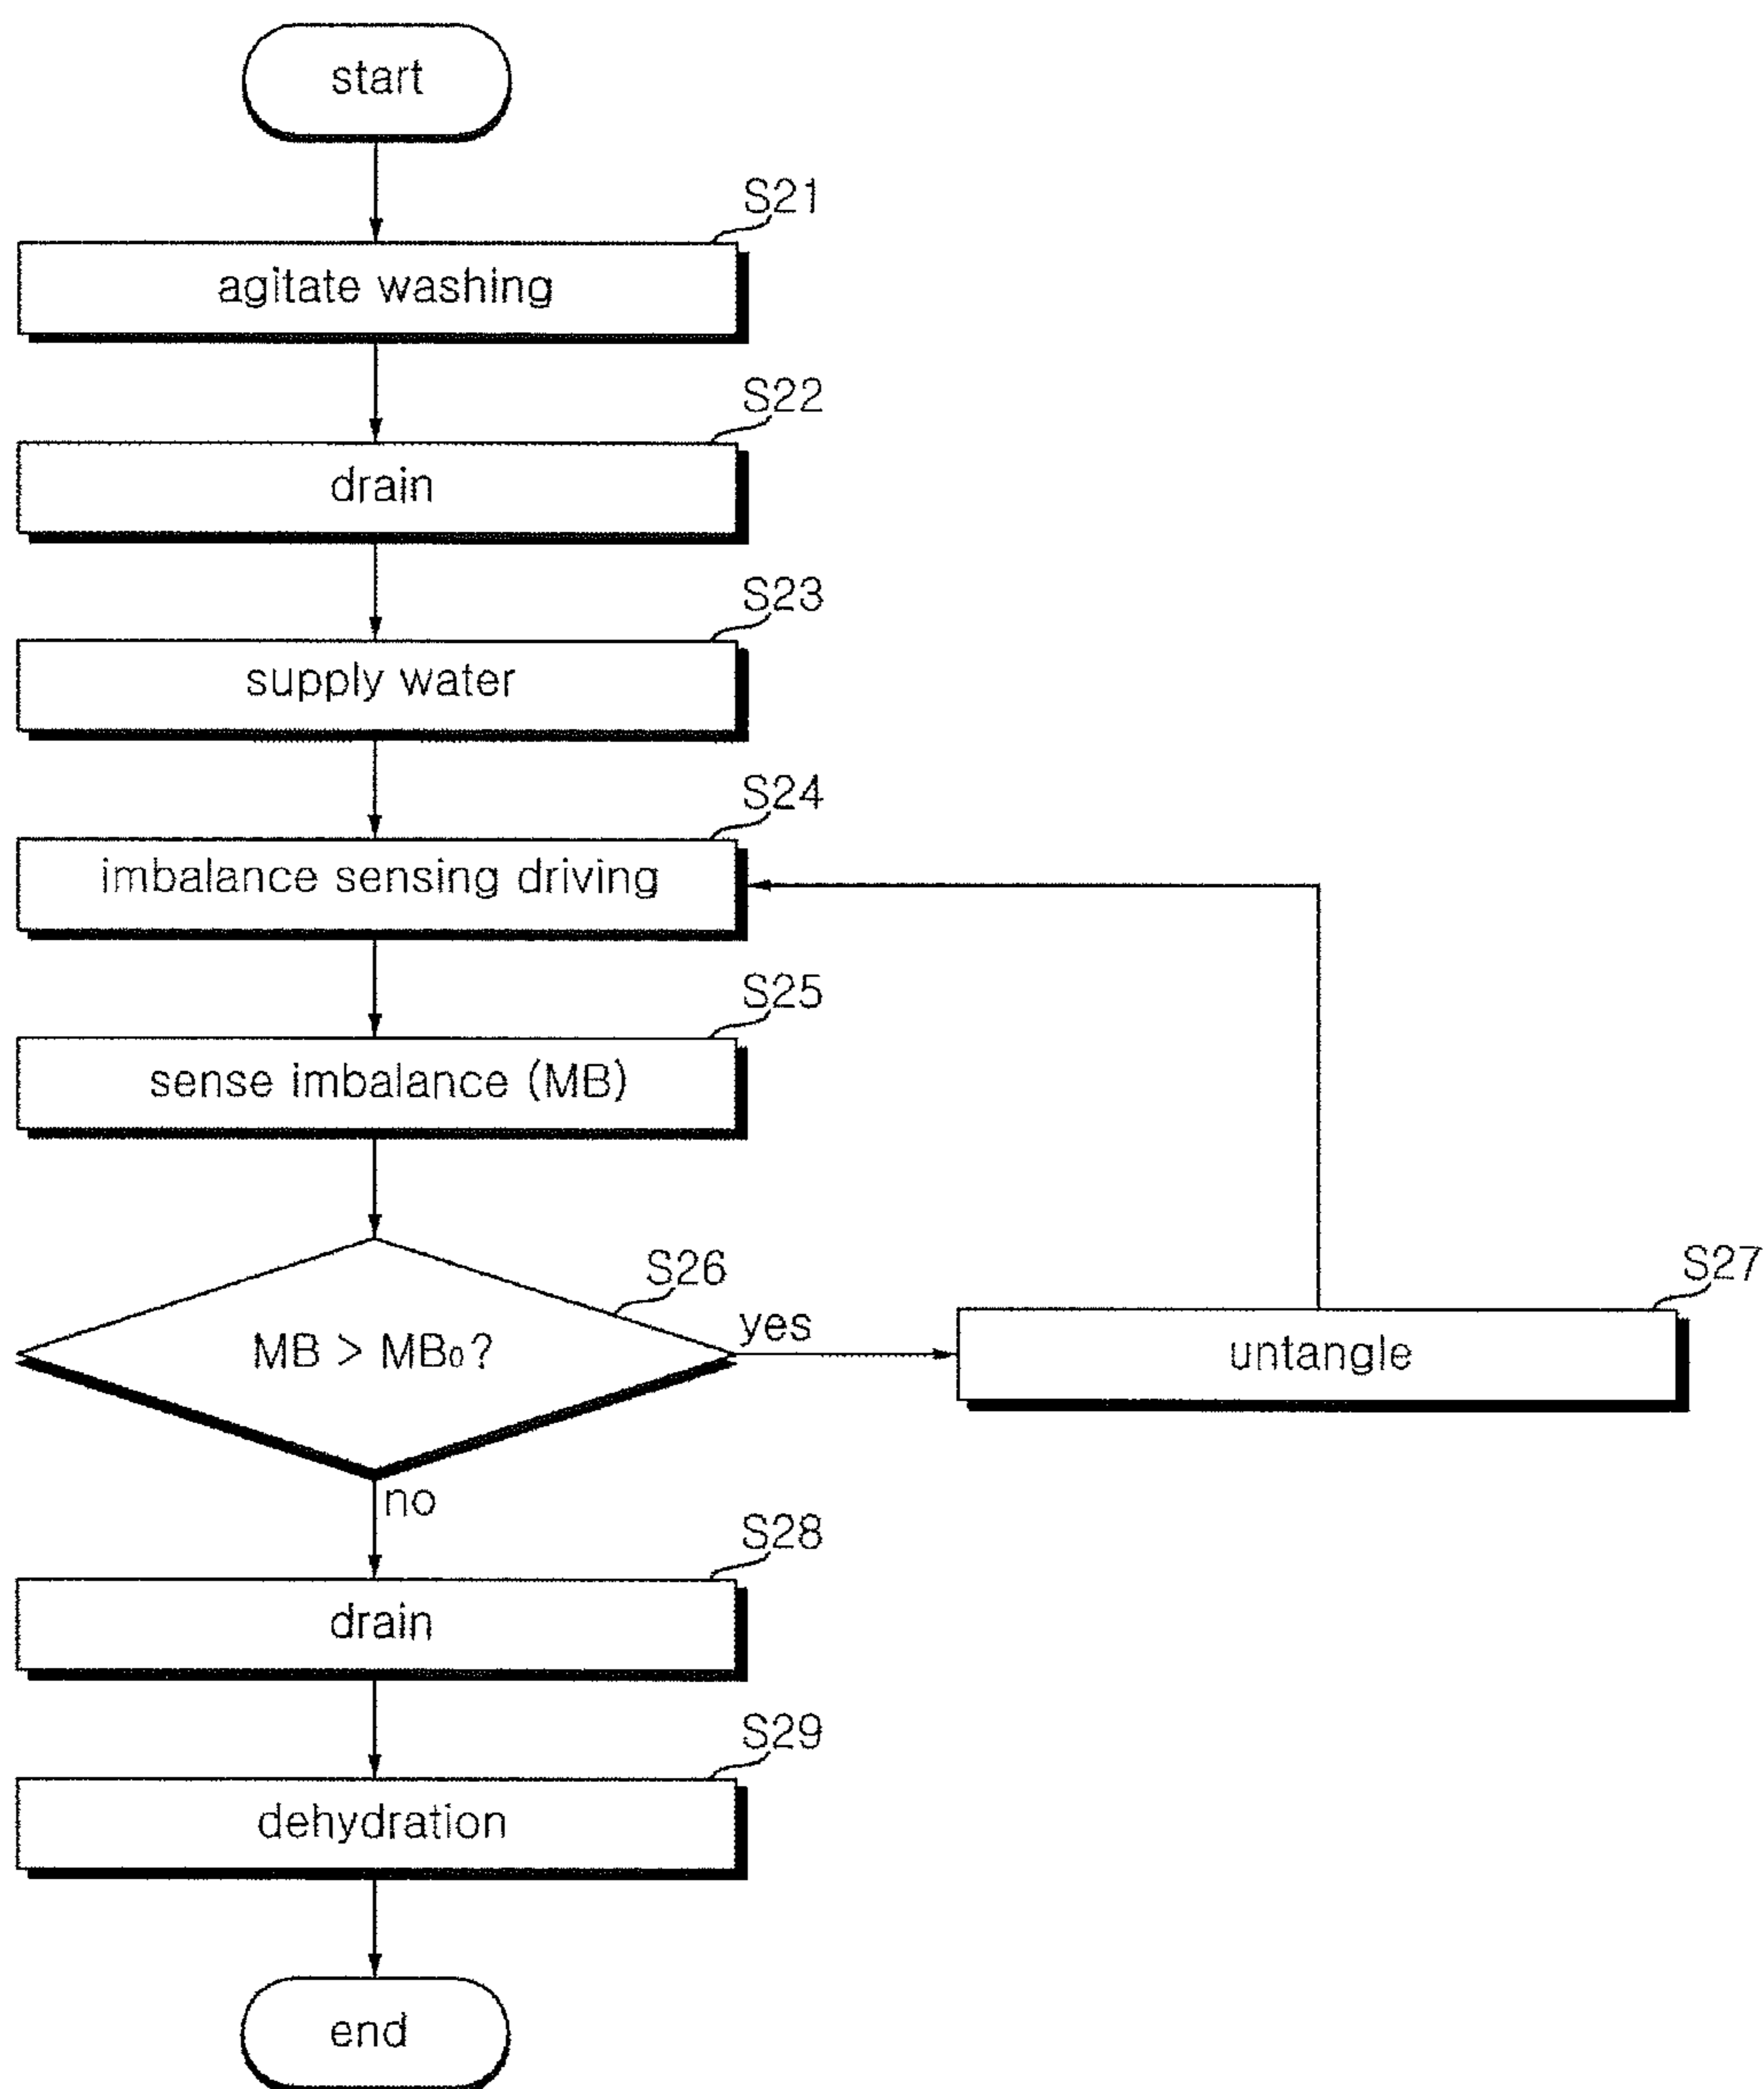 start
S21
agitate washing
S22
drain
S23
supply water
S24
imbalance sensing driving
S25
sense imbalance (MB)
S26
MB > MB₀?
yes
S27
untangle
no
S28
drain
S29
dehydration
end